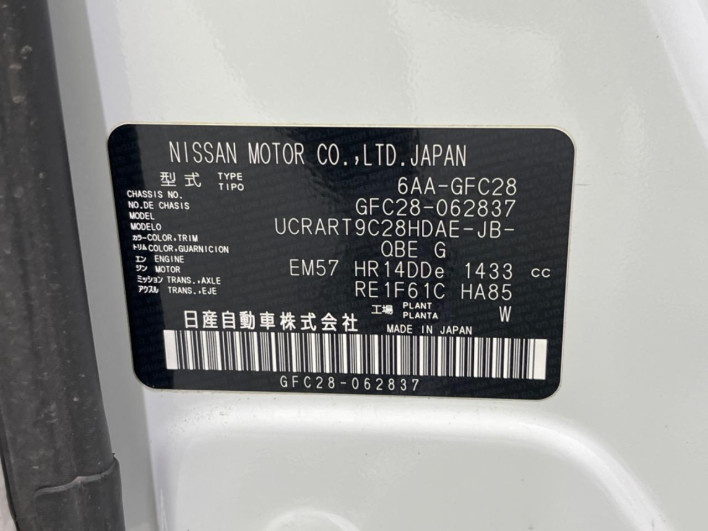 NISSAN MOTOR CO.,LTD.JAPAN
型式 TYPE TIPO 6AA-GFC28
CHASSIS NO. NO.DE CHASIS GFC28-062837
MODEL MODELO UCRART9C28HDAE-JB-
カラー COLOR,TRIM トリム COLOR,GUARNICION QBE G
エン ENGINE ジン MOTOR EM57 HR14DDe 1433 cc
ミッション TRANS.,AXLE アクスル TRANS.,EJE RE1F61C HA85
工場 PLANT PLANTA W
日産自動車株式会社 MADE IN JAPAN
GFC28-062837